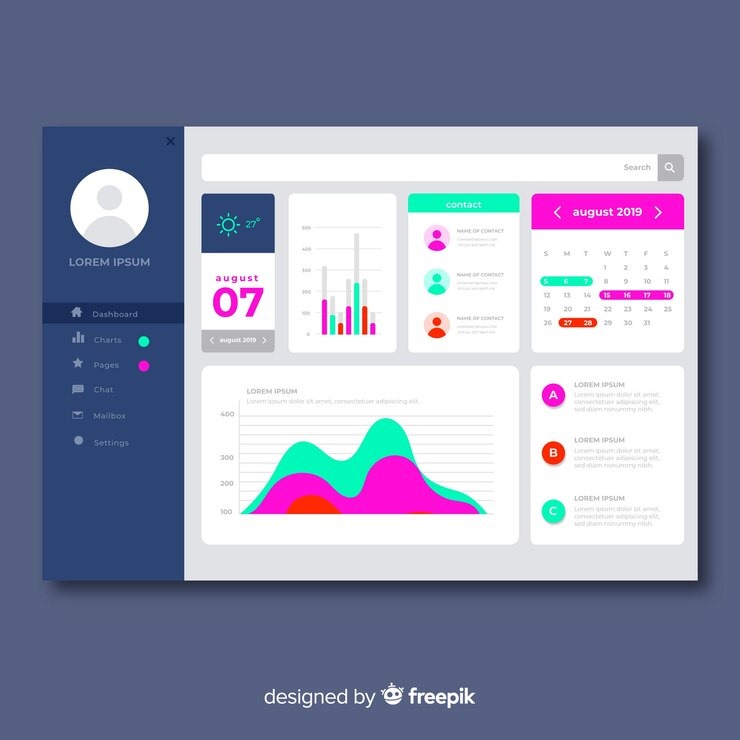 X
LOREM IPSUM
Dashboard
Charts
Pages
Chat
Mailbox
Settings
Search
27°
august
07
august 2019
500
400
300
200
100
0
contact
NAME OF CONTACT
NAME OF CONTACT
NAME OF CONTACT
august 2019
S M T W T F S
1 2 3 4
5 6 7 8 9 10 11
12 13 14 15 16 17 18
19 20 21 22 23 24 25
26 27 28 29 30 31
LOREM IPSUM
Lorem ipsum dolor sit amet, consectetuer adipiscing elit.
400
300
200
100
A
LOREM IPSUM
Lorem ipsum dolor sit amet,
consectetuer adipiscing elit,
sed diam nonummy nibh.
B
LOREM IPSUM
Lorem ipsum dolor sit amet,
consectetuer adipiscing elit,
sed diam nonummy nibh.
C
LOREM IPSUM
Lorem ipsum dolor sit amet,
consectetuer adipiscing elit,
sed diam nonummy nibh.
designed by freepik